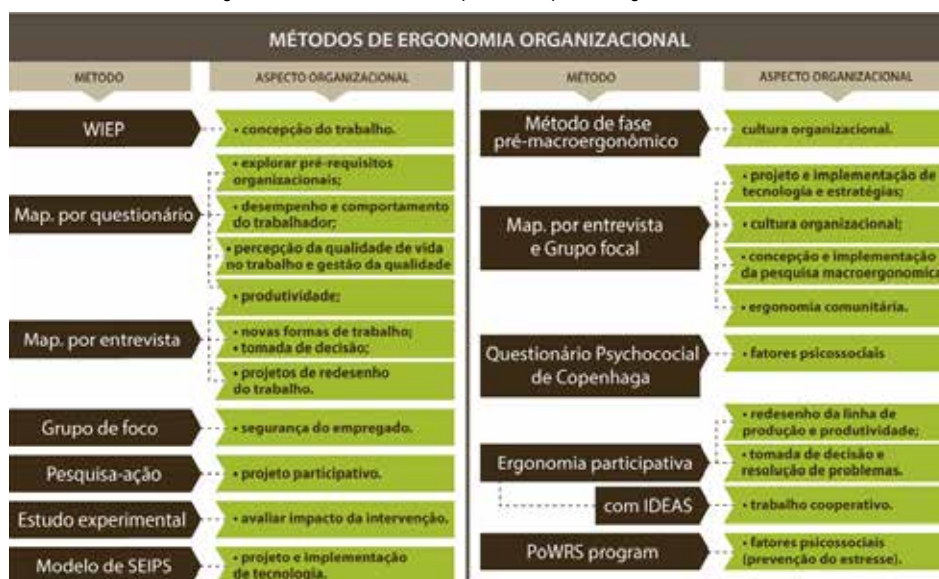 MÉTODOS DE ERGONOMIA ORGANIZACIONAL
MÉTODO
ASPECTO ORGANIZACIONAL
WIEP
• concepção do trabalho.
Map. por questionário
• explorar pré-requisitos
organizacionais;
• desempenho e comportamento
do trabalhador;
• percepção da qualidade de vida
no trabalho e gestão da qualidade
• produtividade;
Map. por entrevista
• novas formas de trabalho;
• tomada de decisão;
• projetos de redesenho
do trabalho.
Grupo de foco
• segurança do empregado.
Pesquisa-ação
• projeto participativo.
Estudo experimental
• avaliar impacto da intervenção.
Modelo de SEIPS
• projeto e implementação
de tecnologia.
MÉTODO
ASPECTO ORGANIZACIONAL
Método de fase
pré-macroergonômico
cultura organizacional.
Map. por entrevista
e Grupo focal
• projeto e implementação de
tecnologia e estratégias;
• cultura organizacional;
• concepção e implementação
da pesquisa macroergonomica
• ergonomia comunitária.
Questionário Psychococial
de Copenhaga
• fatores psicossociais
Ergonomia participativa
• redesenho da linha de
produção e produtividade;
• tomada de decisão e
resolução de problemas.
com IDEAS
• trabalho cooperativo.
PoWRS program
• fatores psicossociais
(prevenção do estresse).